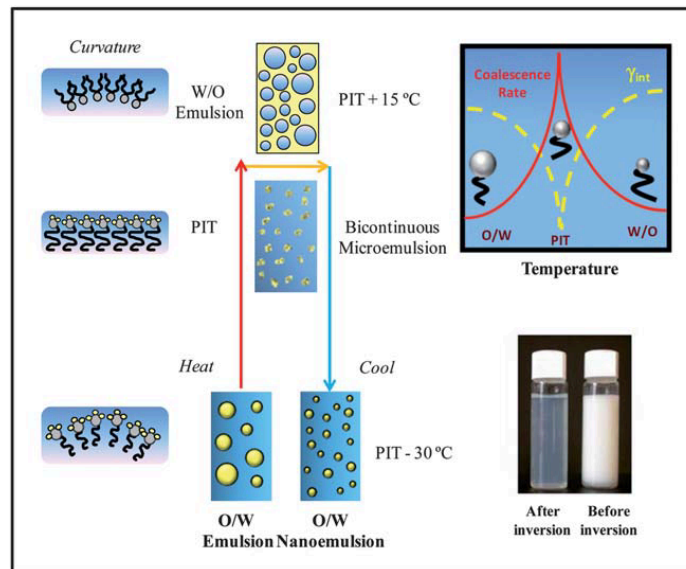 Curvature
W/O
Emulsion
PIT + 15 ºC
PIT
Bicontinuous
Microemulsion
Heat
Cool
PIT - 30 ºC
O/W
Emulsion
O/W
Nanoemulsion
Coalescence
Rate
γint
O/W
PIT
W/O
Temperature
After
inversion
Before
inversion